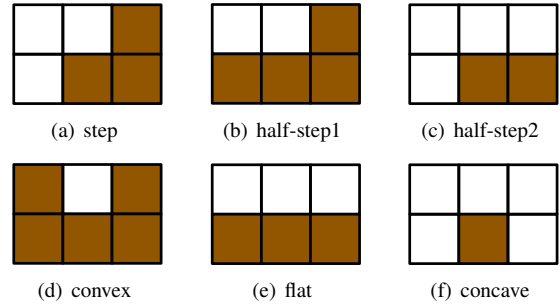 (a) step
(b) half-step1
(c) half-step2
(d) convex
(e) flat
(f) concave